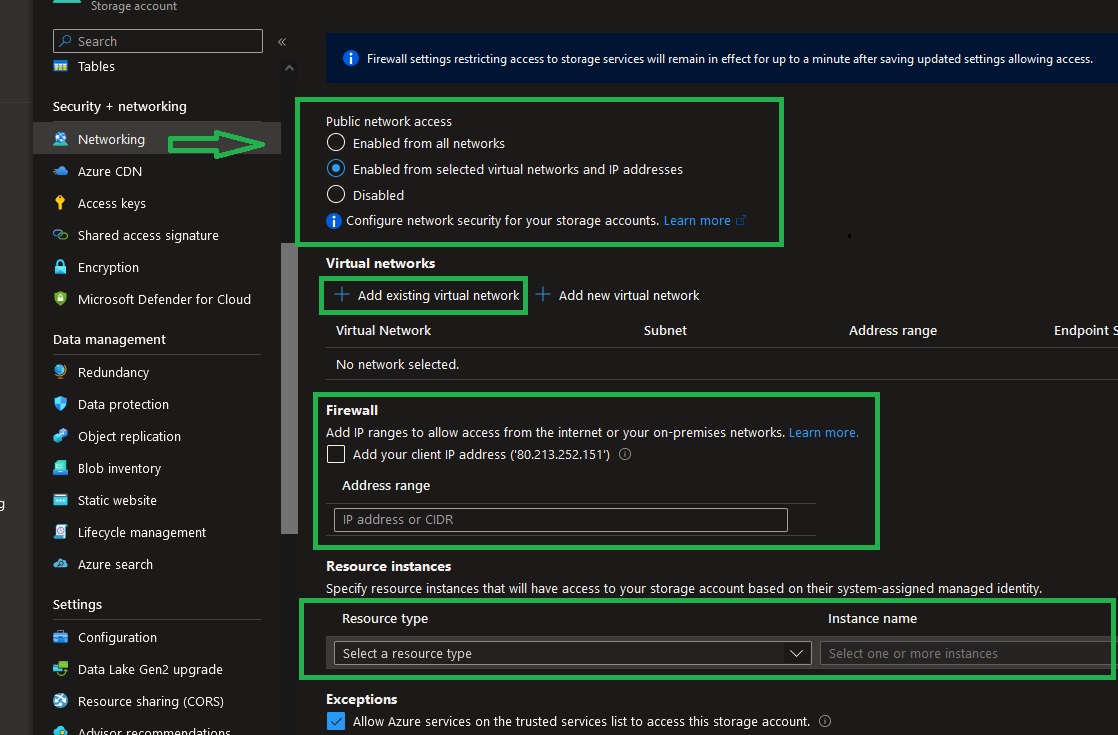 Storage account
Search
«
Tables
Security + networking
Networking
Azure CDN
Access keys
Shared access signature
Encryption
Microsoft Defender for Cloud
Data management
Redundancy
Data protection
Object replication
Blob inventory
Static website
Lifecycle management
Azure search
Settings
Configuration
Data Lake Gen2 upgrade
Resource sharing (CORS)
Advisor recommendations
g
Firewall settings restricting access to storage services will remain in effect for up to a minute after saving updated settings allowing access.
Public network access
Enabled from all networks
Enabled from selected virtual networks and IP addresses
Disabled
Configure network security for your storage accounts. Learn more
Virtual networks
+ Add existing virtual network + Add new virtual network
Virtual Network Subnet Address range Endpoint S
No network selected.
Firewall
Add IP ranges to allow access from the internet or your on-premises networks. Learn more.
Add your client IP address ('80.213.252.151')
Address range
IP address or CIDR
Resource instances
Specify resource instances that will have access to your storage account based on their system-assigned managed identity.
Resource type Instance name
Select a resource type Select one or more instances
Exceptions
Allow Azure services on the trusted services list to access this storage account.